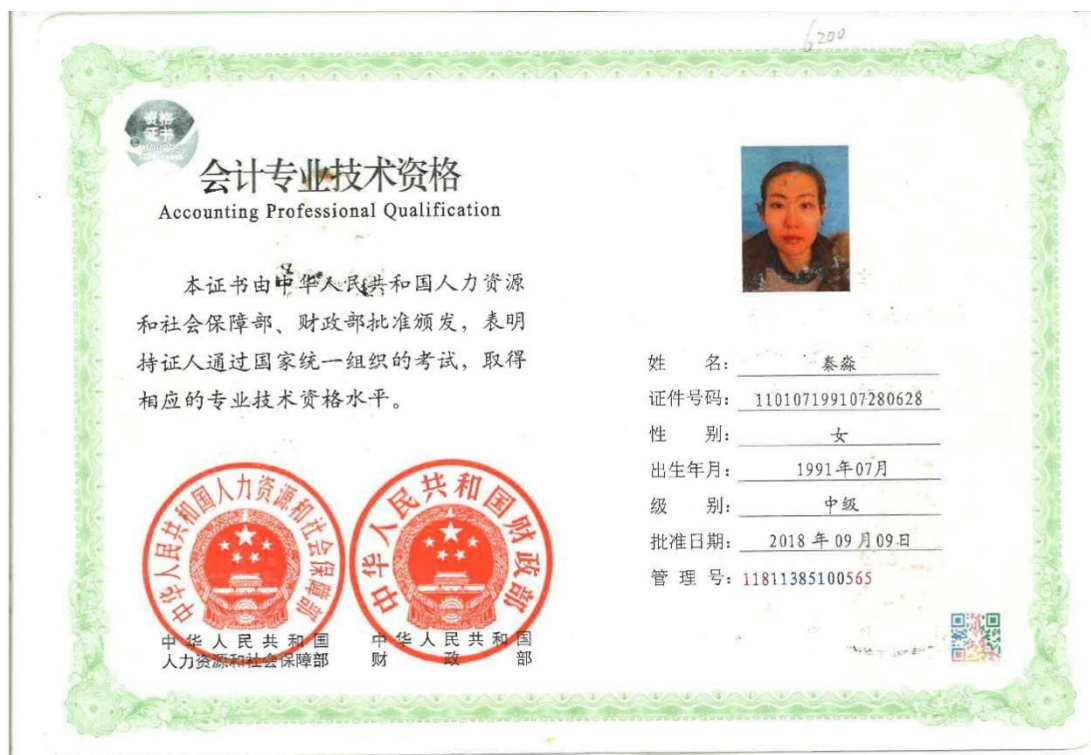 6200
资格
证书
会计专业技术资格
Accounting Professional Qualification
本证书由中华人民共和国人力资源
和社会保障部、财政部批准颁发，表明
持证人通过国家统一组织的考试，取得
相应的专业技术资格水平。
姓 名： 秦淼
证件号码： 110107199107280628
性 别： 女
出生年月： 1991年07月
级 别： 中级
批准日期： 2018年09月09日
管 理 号：11811385100565
中华人民共和国人力资源和社会保障部
中华人民共和国财政部
中华人民共和国
人力资源和社会保障部
中华人民共和国
财 政 部